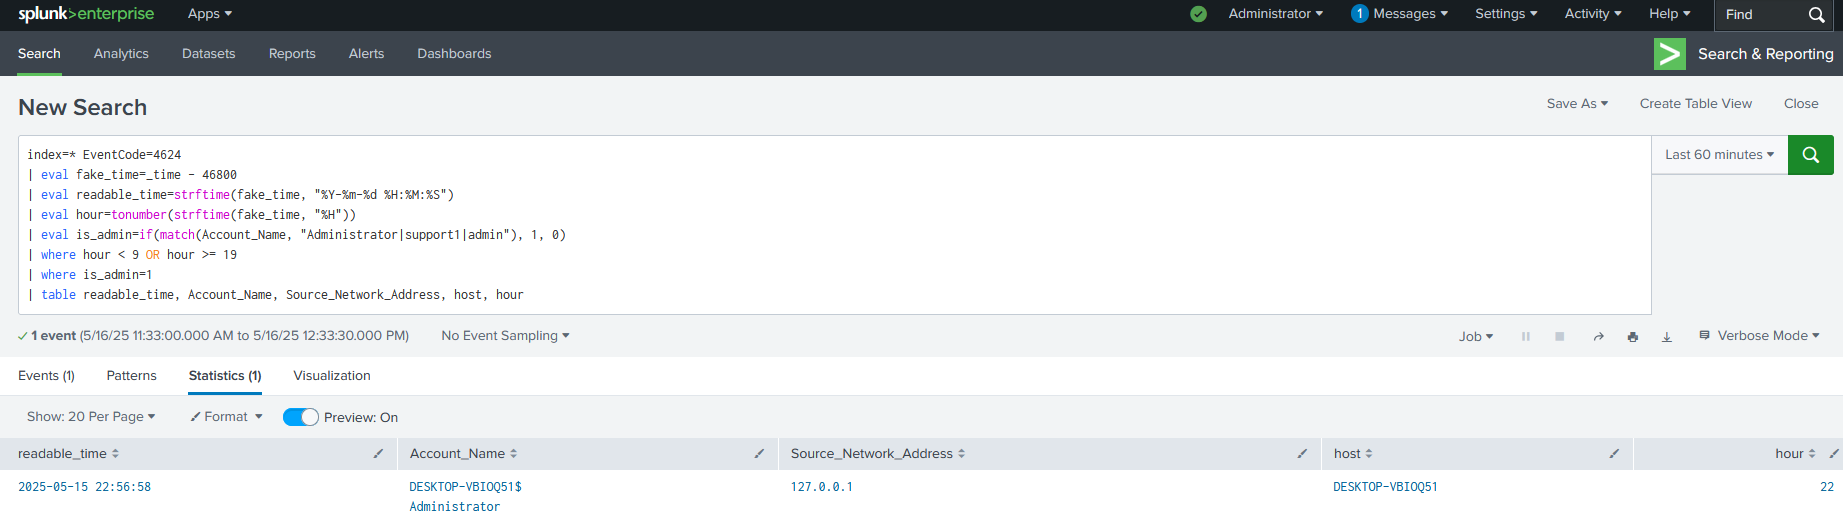 splunk>enterprise Apps Administrator 1 Messages Settings Activity Help Find
Search Analytics Datasets Reports Alerts Dashboards > Search & Reporting
New Search Save As Create Table View Close
index=* EventCode=4624 Last 60 minutes
| eval fake_time=_time - 46800
| eval readable_time=strftime(fake_time, "%Y-%m-%d %H:%M:%S")
| eval hour=tonumber(strftime(fake_time, "%H"))
| eval is_admin=if(match(Account_Name, "Administrator|support1|admin"), 1, 0)
| where hour < 9 OR hour >= 19
| where is_admin=1
| table readable_time, Account_Name, Source_Network_Address, host, hour
1 event (5/16/25 11:33:00.000 AM to 5/16/25 12:33:30.000 PM) No Event Sampling Job Verbose Mode
Events (1) Patterns Statistics (1) Visualization
Show: 20 Per Page Format Preview: On
readable_time Account_Name Source_Network_Address host hour
2025-05-15 22:56:58 DESKTOP-VBIOQ51$ 127.0.0.1 DESKTOP-VBIOQ51 22
Administrator